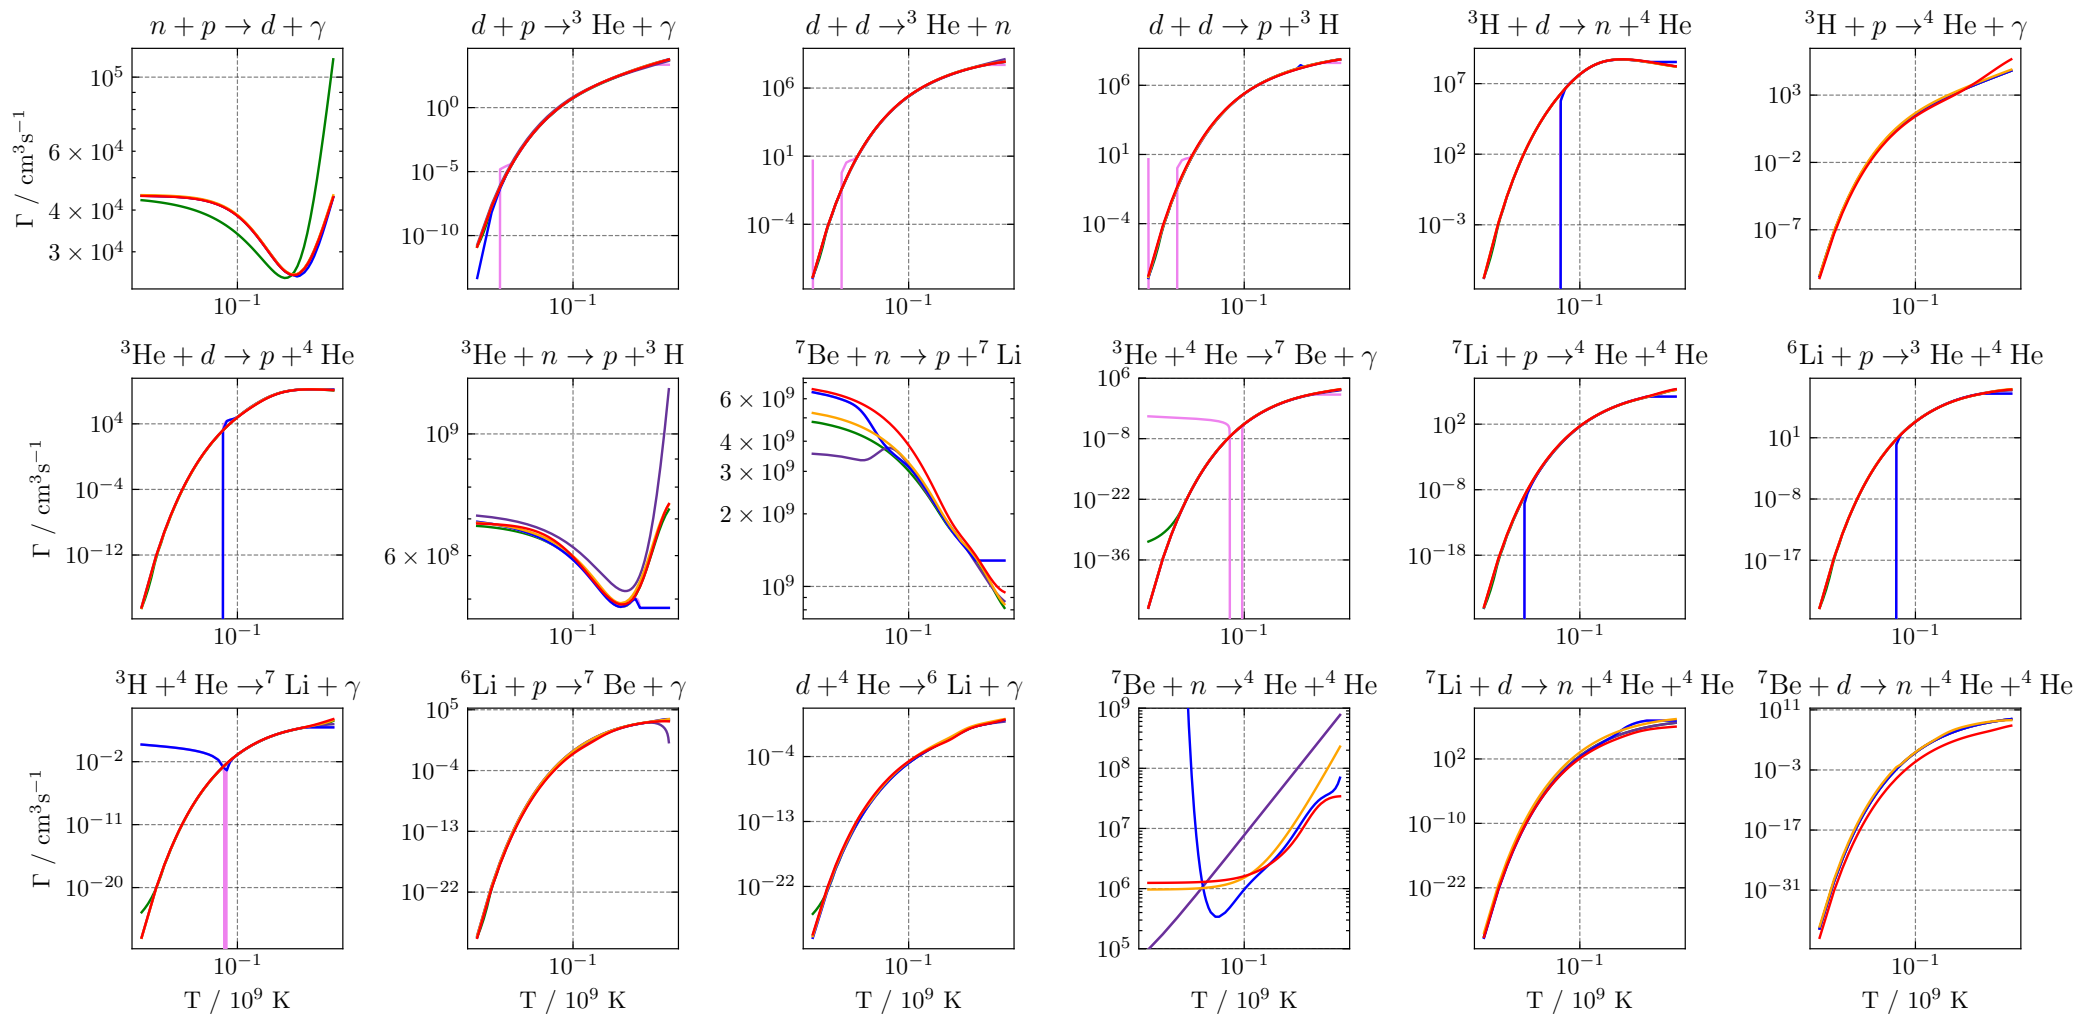 n + p → d + γ
d + p →³ He + γ
d + d →³ He + n
d + d → p +³ H
³H + d → n +⁴ He
³H + p →⁴ He + γ
Γ / cm³s⁻¹
10⁵
6 × 10⁴
4 × 10⁴
3 × 10⁴
10⁻¹
10⁰
10⁻⁵
10⁻¹⁰
10⁻¹
10⁶
10¹
10⁻⁴
10⁻¹
10⁶
10¹
10⁻⁴
10⁻¹
10⁷
10²
10⁻³
10⁻¹
10³
10⁻²
10⁻⁷
10⁻¹
³He + d → p +⁴ He
³He + n → p +³ H
⁷Be + n → p +⁷ Li
³He +⁴ He →⁷ Be + γ
⁷Li + p →⁴ He +⁴ He
⁶Li + p →³ He +⁴ He
Γ / cm³s⁻¹
10⁴
10⁻⁴
10⁻¹²
10⁻¹
10⁹
6 × 10⁸
10⁻¹
6 × 10⁹
4 × 10⁹
3 × 10⁹
2 × 10⁹
10⁹
10⁻¹
10⁶
10⁻⁸
10⁻²²
10⁻³⁶
10⁻¹
10²
10⁻⁸
10⁻¹⁸
10⁻¹
10¹
10⁻⁸
10⁻¹⁷
10⁻¹
³H +⁴ He →⁷ Li + γ
⁶Li + p →⁷ Be + γ
d +⁴ He →⁶ Li + γ
⁷Be + n →⁴ He +⁴ He
⁷Li + d → n +⁴ He +⁴ He
⁷Be + d → n +⁴ He +⁴ He
Γ / cm³s⁻¹
10⁻²
10⁻¹¹
10⁻²⁰
10⁻¹
T / 10⁹ K
10⁵
10⁻⁴
10⁻¹³
10⁻²²
10⁻¹
T / 10⁹ K
10⁻⁴
10⁻¹³
10⁻²²
10⁻¹
T / 10⁹ K
10⁹
10⁸
10⁷
10⁶
10⁵
10⁻¹
T / 10⁹ K
10²
10⁻¹⁰
10⁻²²
10⁻¹
T / 10⁹ K
10¹¹
10⁻³
10⁻¹⁷
10⁻³¹
10⁻¹
T / 10⁹ K